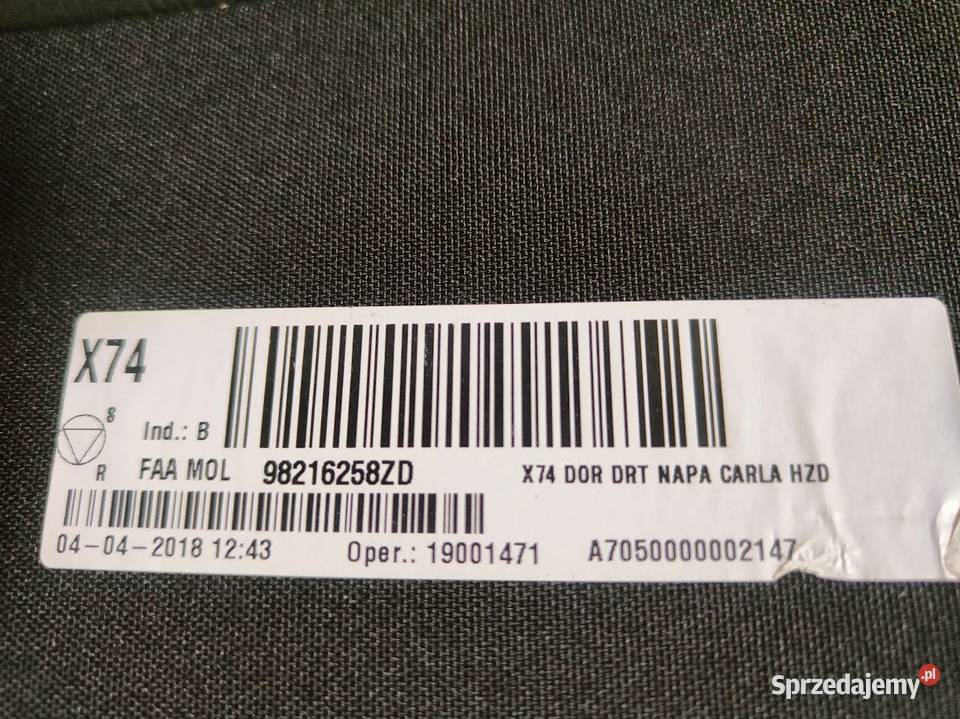 X74
8
Ind.: B
R FAA MOL 98216258ZD X74 DOR DRT NAPA CARLA HZD
04-04-2018 12:43 Oper.: 19001471 A7050000002147
Sprzedajemy.pl